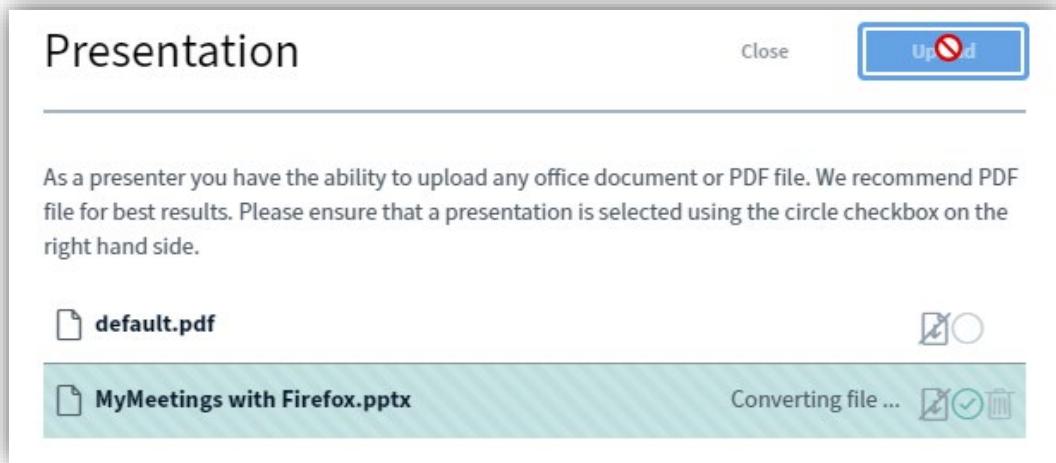 Presentation
Close
Upload
As a presenter you have the ability to upload any office document or PDF file. We recommend PDF
file for best results. Please ensure that a presentation is selected using the circle checkbox on the
right hand side.
default.pdf
MyMeetings with Firefox.pptx
Converting file ...